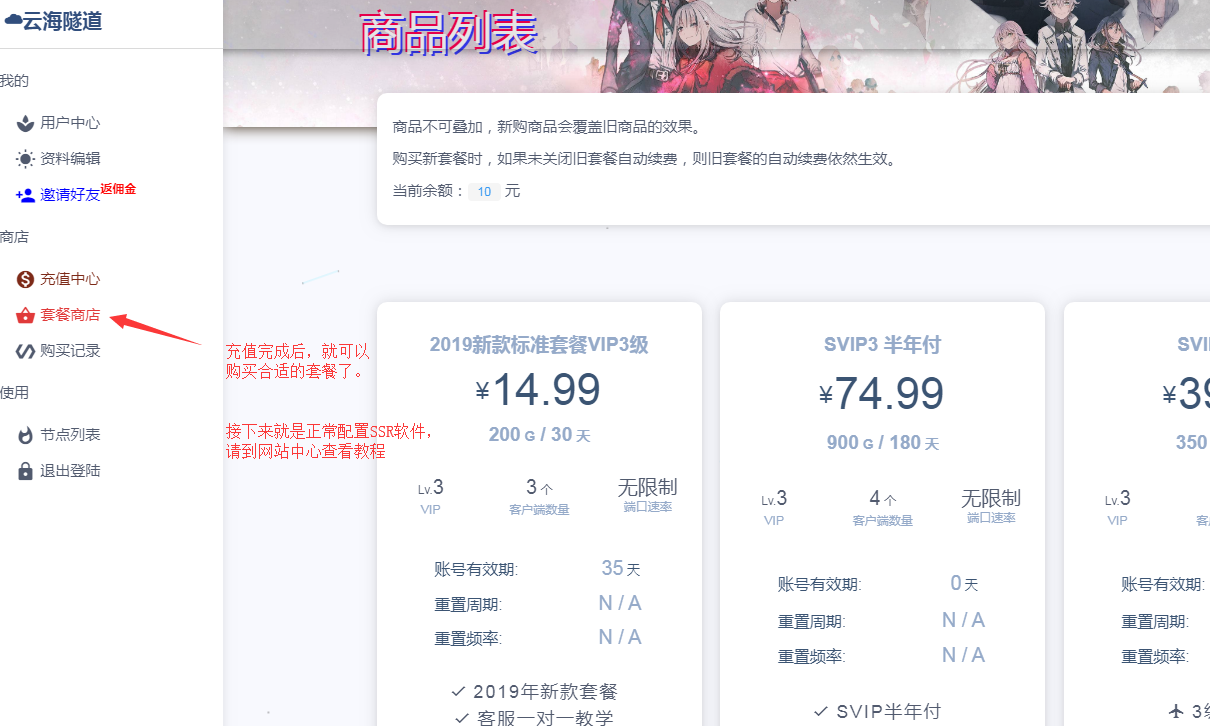 云海隧道
商品列表
我的
用户中心
资料编辑
邀请好友返佣金
商店
充值中心
套餐商店
购买记录
使用
节点列表
退出登陆
商品不可叠加，新购商品会覆盖旧商品的效果。
购买新套餐时，如果未关闭旧套餐自动续费，则旧套餐的自动续费依然生效。
当前余额： 10 元
充值完成后，就可以
购买合适的套餐了。
接下来就是正常配置SSR软件，
请到网站中心查看教程
2019新款标准套餐VIP3级
¥14.99
200 G / 30 天
Lv.3 3 个 无限制
VIP 客户端数量 端口速率
账号有效期: 35 天
重置周期: N / A
重置频率: N / A
2019年新款套餐
客服一对一教学
SVIP3 半年付
¥74.99
900 G / 180 天
Lv.3 4 个 无限制
VIP 客户端数量 端口速率
账号有效期: 0 天
重置周期: N / A
重置频率: N / A
SVIP半年付
¥39
350
Lv.3
VIP
账号有效期:
重置周期:
重置频率: